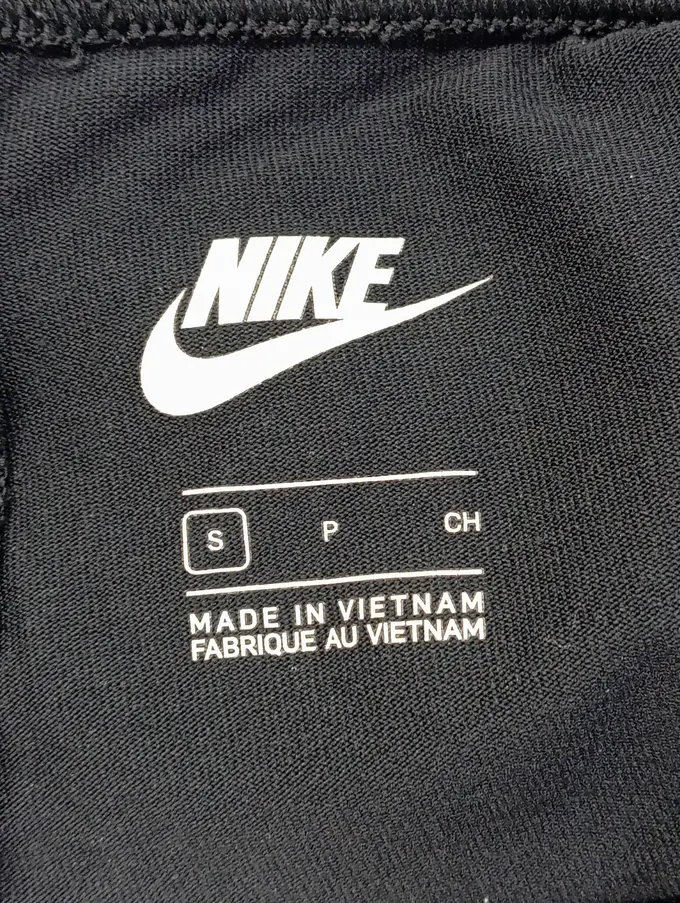 NIKE
S P CH
MADE IN VIETNAM
FABRIQUE AU VIETNAM